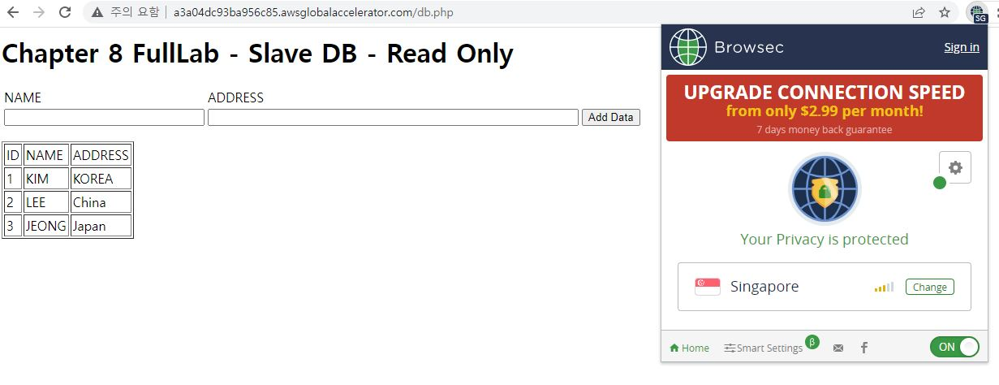 주의 요함 | a3a04dc93ba956c85.awsglobalaccelerator.com/db.php
SG
Chapter 8 FullLab - Slave DB - Read Only
NAME ADDRESS
Add Data
ID NAME ADDRESS
1 KIM KOREA
2 LEE China
3 JEONG Japan
Browsec Sign in
UPGRADE CONNECTION SPEED
from only $2.99 per month!
7 days money back guarantee
Your Privacy is protected
Singapore Change
Home Smart Settings β f ON